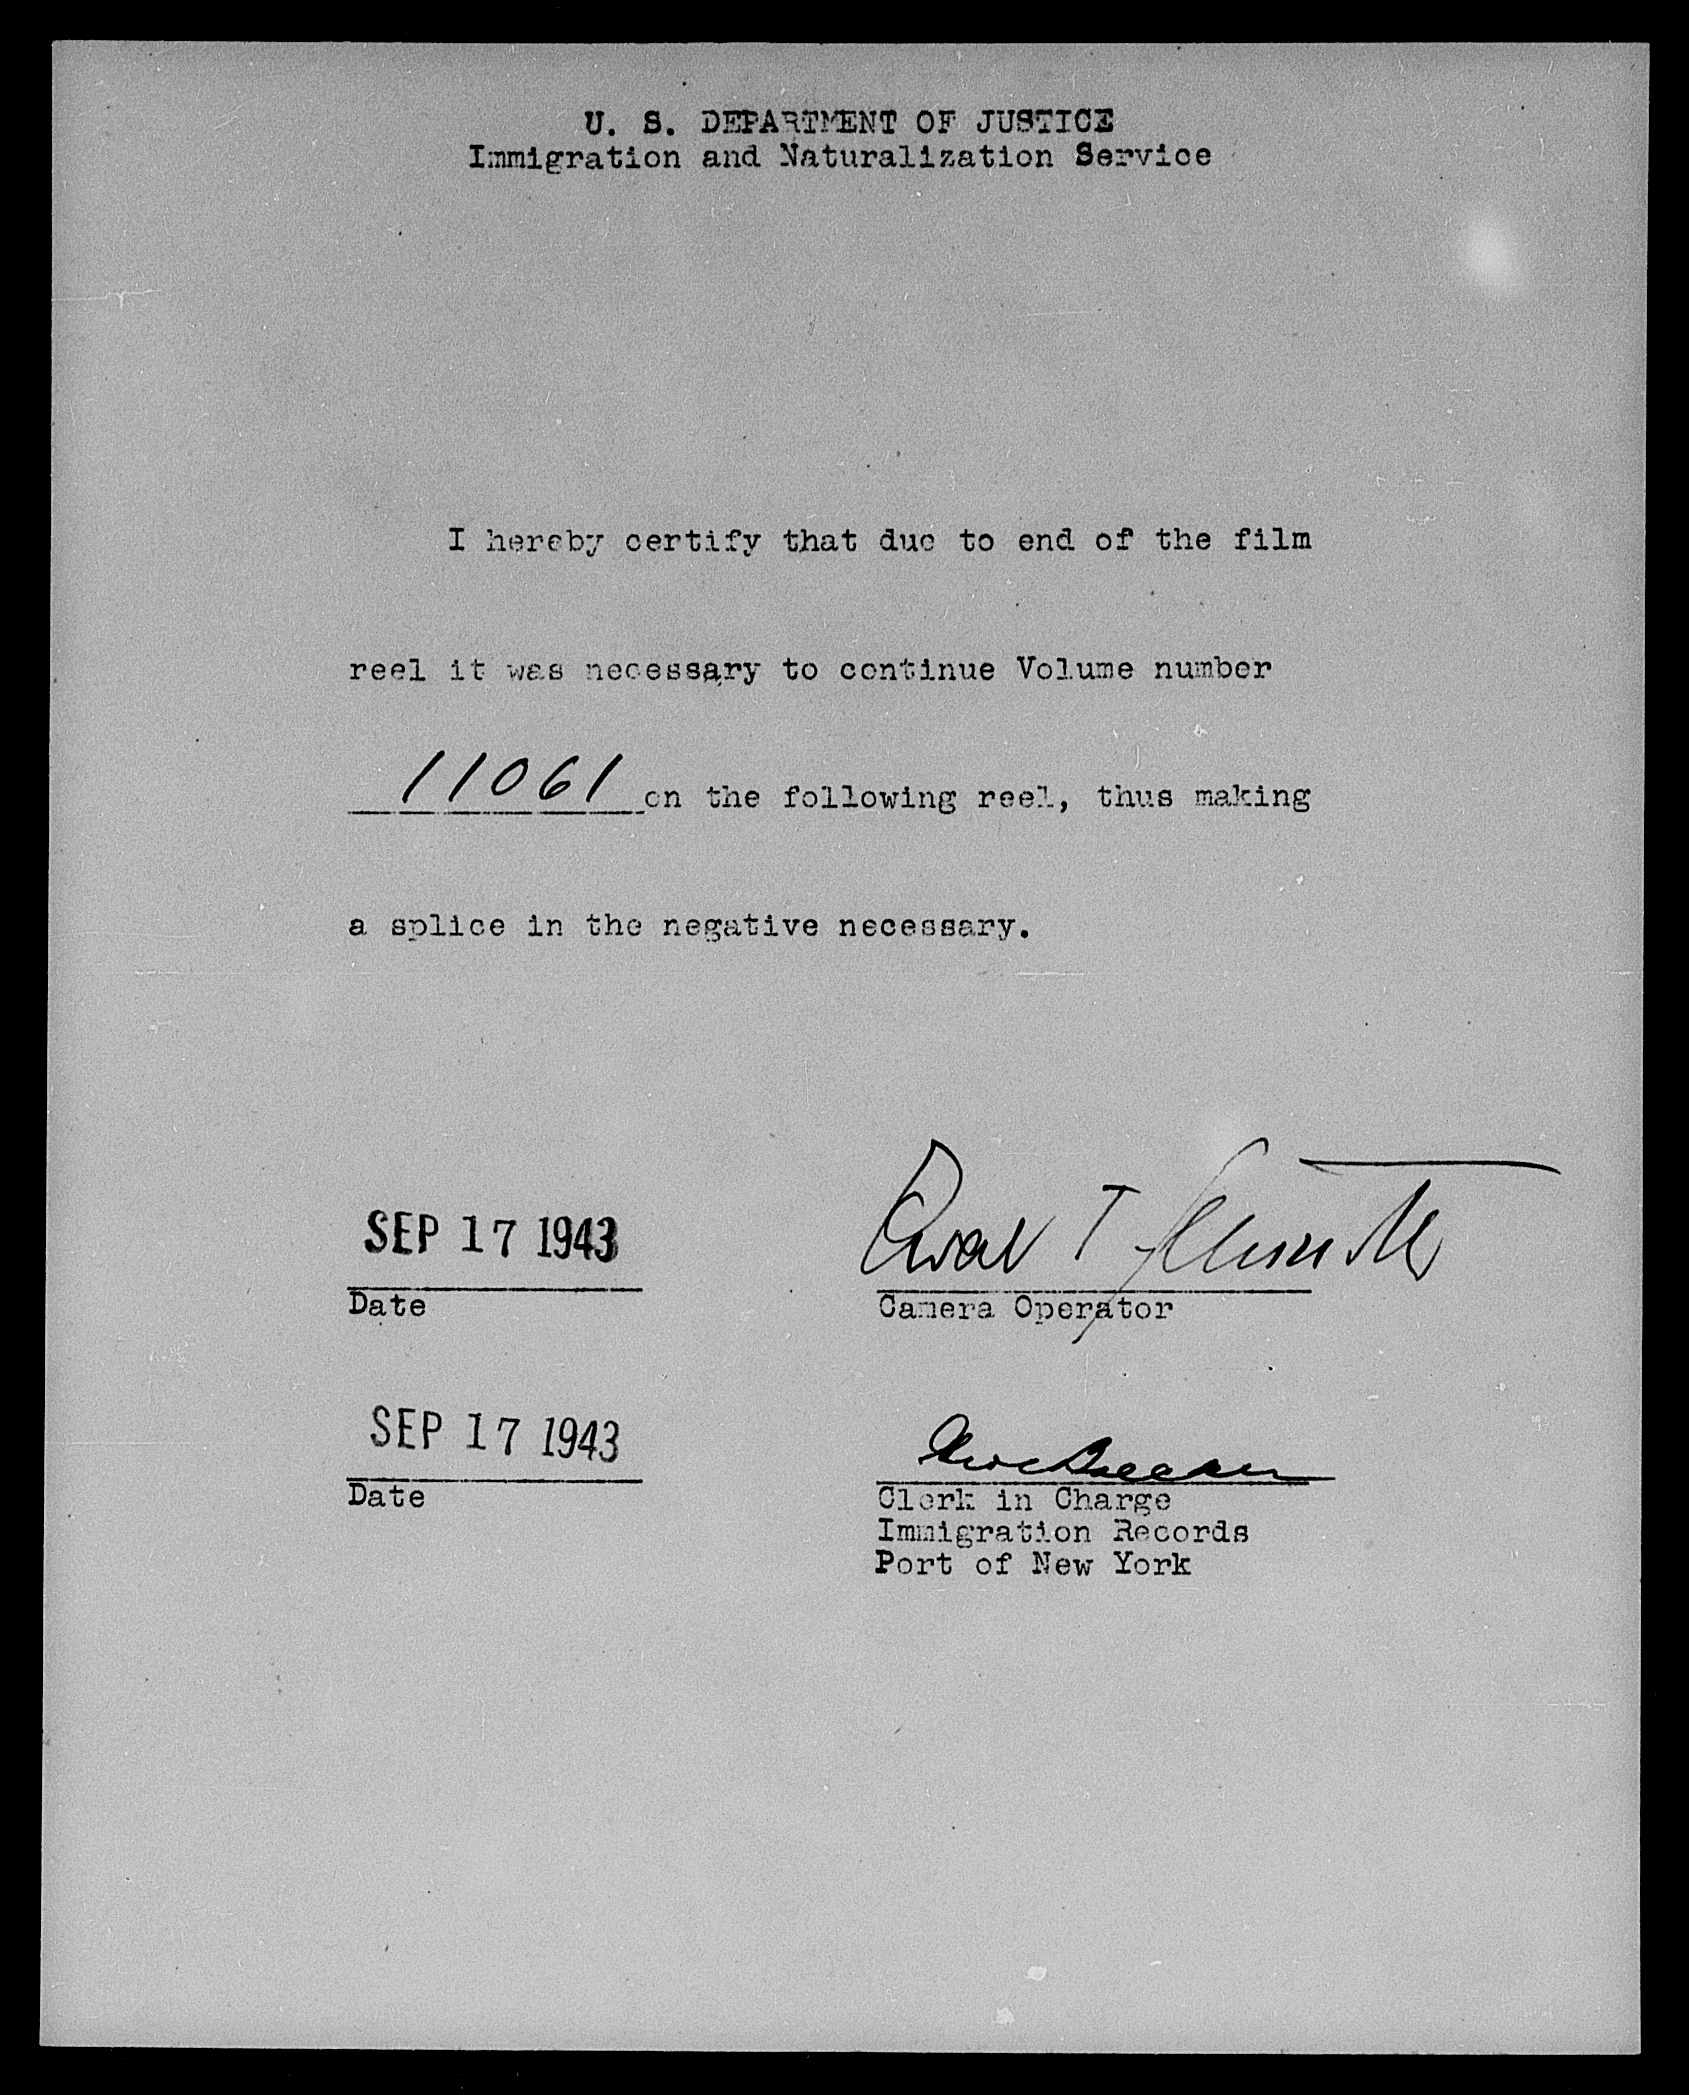 U. S. DEPARTMENT OF JUSTICE
Immigration and Naturalization Service
I hereby certify that due to end of the film
reel it was necessary to continue Volume number
11061 on the following reel, thus making
a splice in the negative necessary.
SEP 17 1943
Date
Camera Operator
SEP 17 1943
Date
Clerk in Charge
Immigration Records
Port of New York